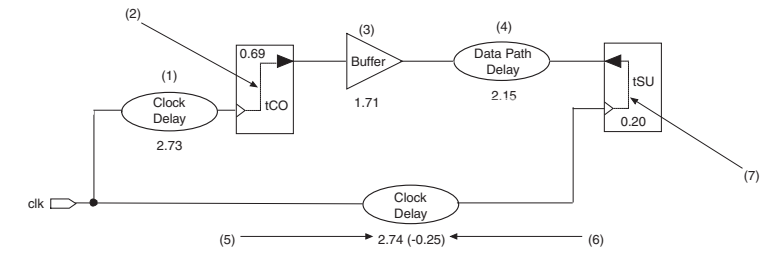 (2)
(3)
(4)
0.69
Buffer
Data Path
Delay
tSU
(1)
Clock
Delay
tCO
1.71
2.15
0.20
2.73
(7)
clk
Clock
Delay
(5)
2.74 (-0.25)
(6)